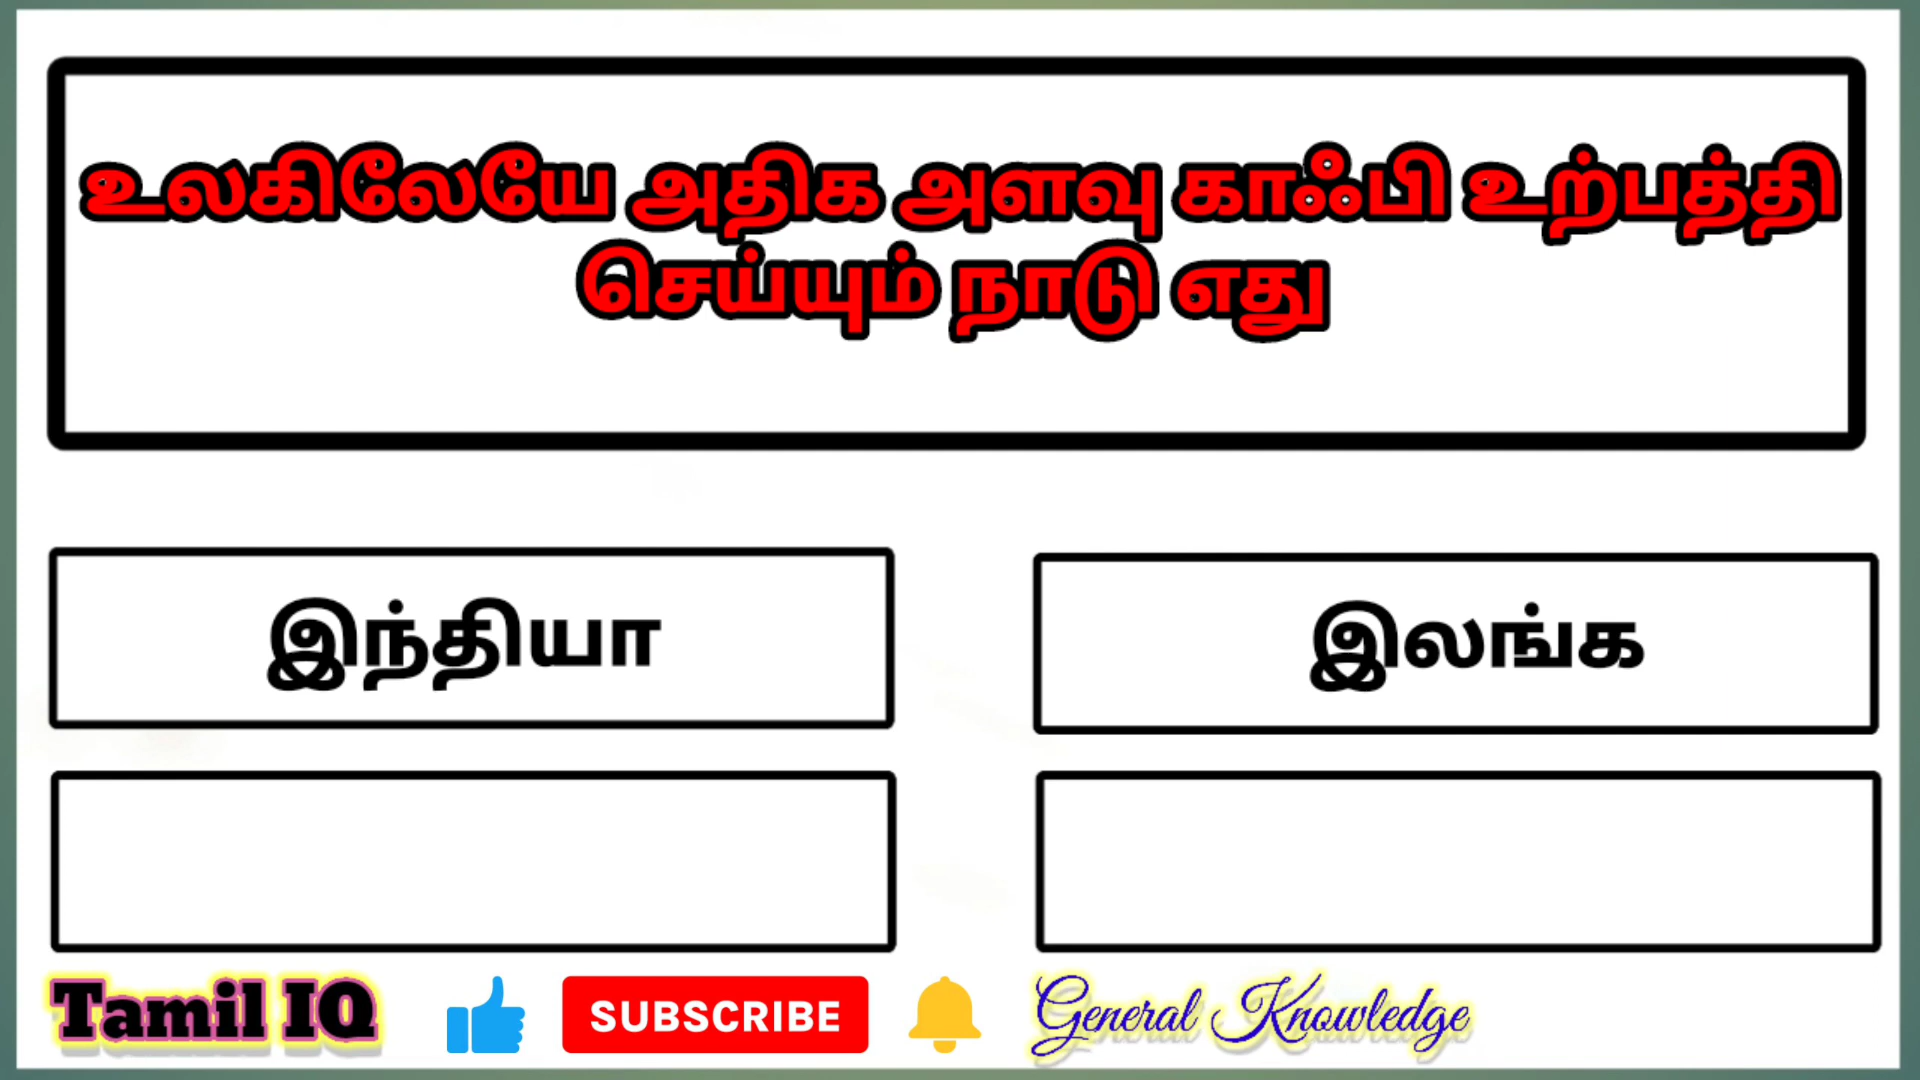 உலகிலேயே அதிக அளவு காஃபி உற்பத்தி
செய்யும் நாடு எது
இந்தியா
இலங்க
Tamil IQ
SUBSCRIBE
General Knowledge